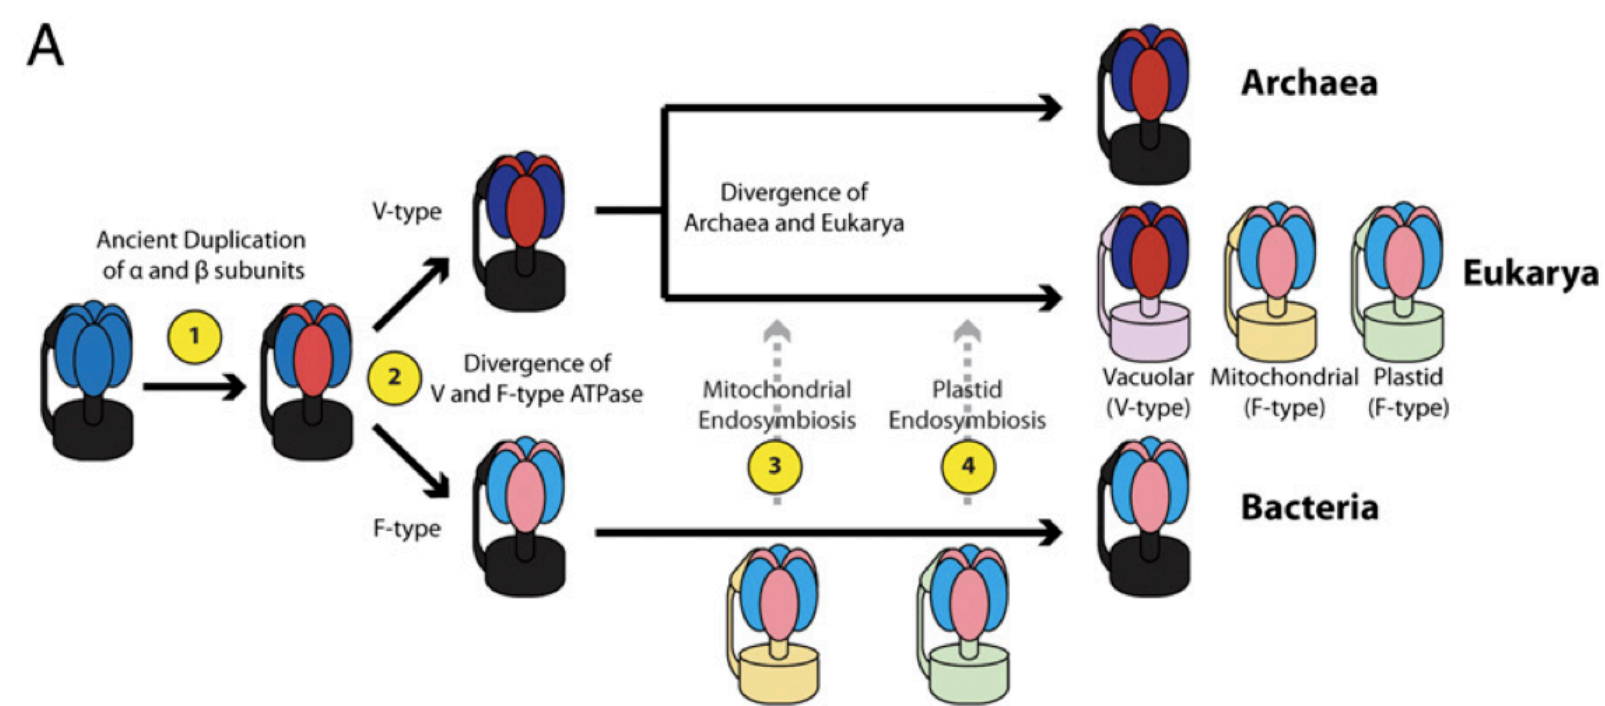 A
Archaea
V-type
Divergence of
Archaea and Eukarya
Ancient Duplication
of α and β subunits
1
Eukarya
2
Divergence of
V and F-type ATPase
Mitochondrial
Endosymbiosis
3
Plastid
Endosymbiosis
4
Vacuolar
(V-type)
Mitochondrial
(F-type)
Plastid
(F-type)
F-type
Bacteria